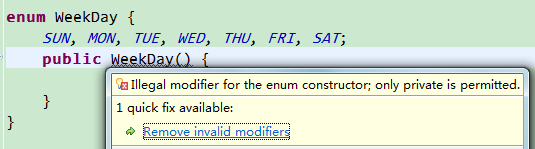 enum WeekDay {
SUN, MON, TUE, WED, THU, FRI, SAT;
public WeekDay() {
Illegal modifier for the enum constructor; only private is permitted.
1 quick fix available:
Remove invalid modifiers
}
}